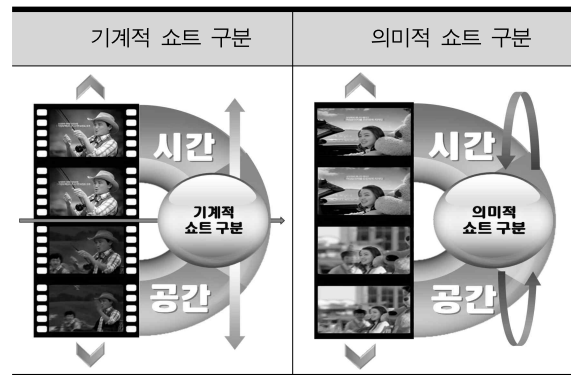 기계적 쇼트 구분
의미적 쇼트 구분
시간
기계적
쇼트 구분
공간
시간
의미적
쇼트 구분
공간